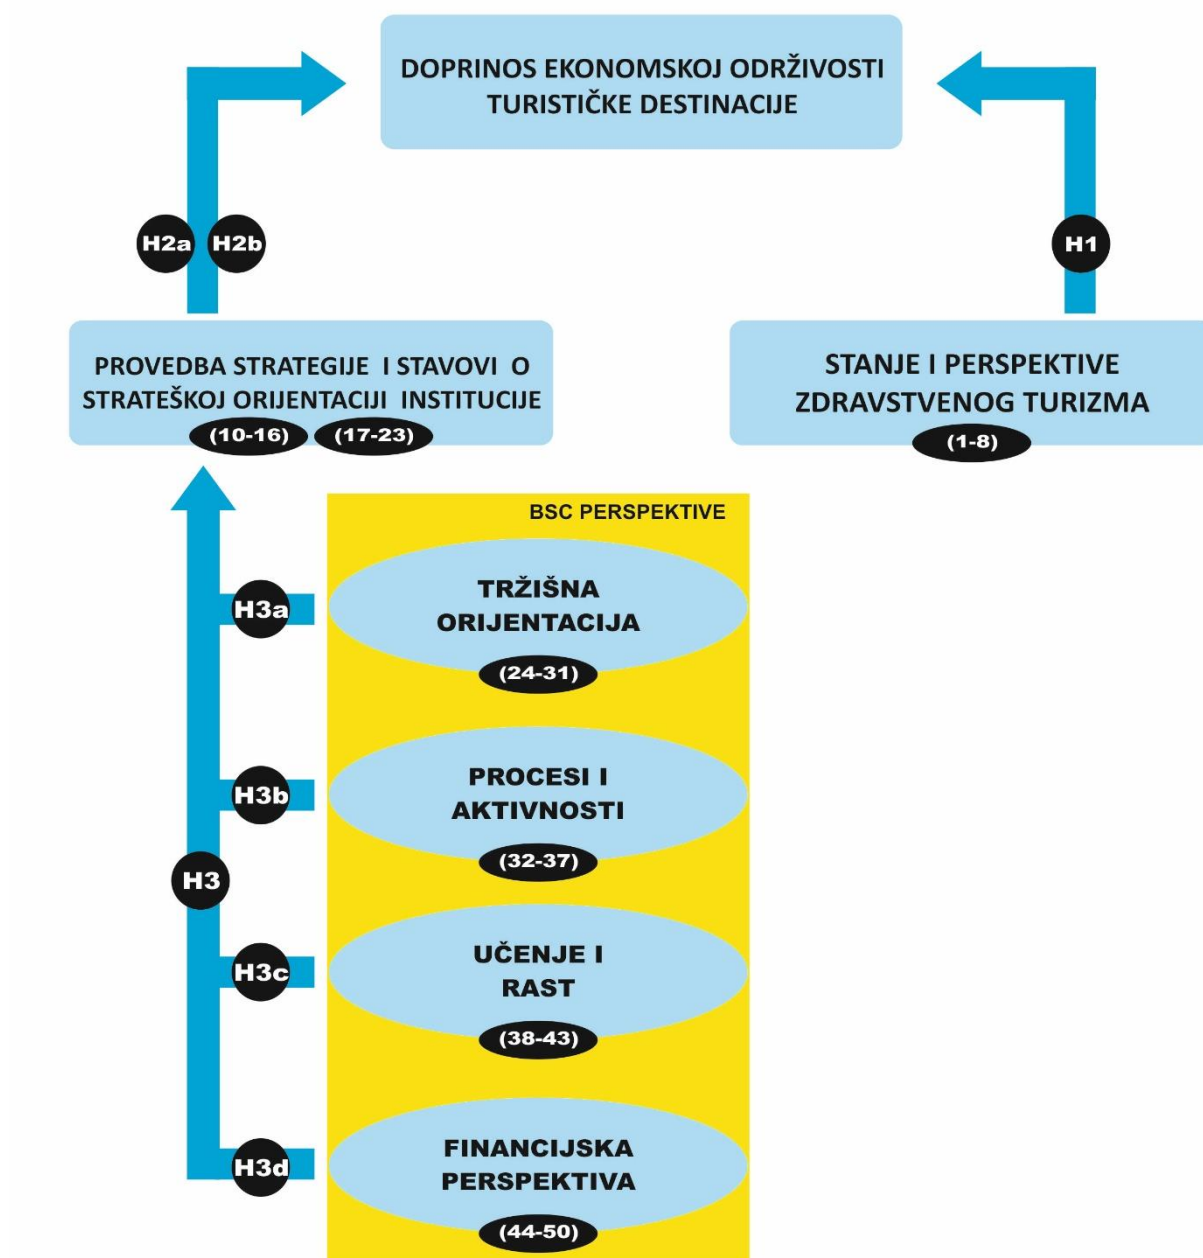 DOPRINOS EKONOMSKOJ ODRŽIVOSTI
TURISTIČKE DESTINACIJE
H2a
H2b
H1
PROVEDBA STRATEGIJE I STAVOVI O
STRATEŠKOJ ORIJENTACIJI INSTITUCIJE
(10-16)
(17-23)
STANJE I PERSPEKTIVE
ZDRAVSTVENOG TURIZMA
(1-8)
BSC PERSPEKTIVE
H3a
TRŽIŠNA
ORIJENTACIJA
(24-31)
H3b
PROCESI I
AKTIVNOSTI
(32-37)
H3
H3c
UČENJE I
RAST
(38-43)
H3d
FINANCIJSKA
PERSPEKTIVA
(44-50)